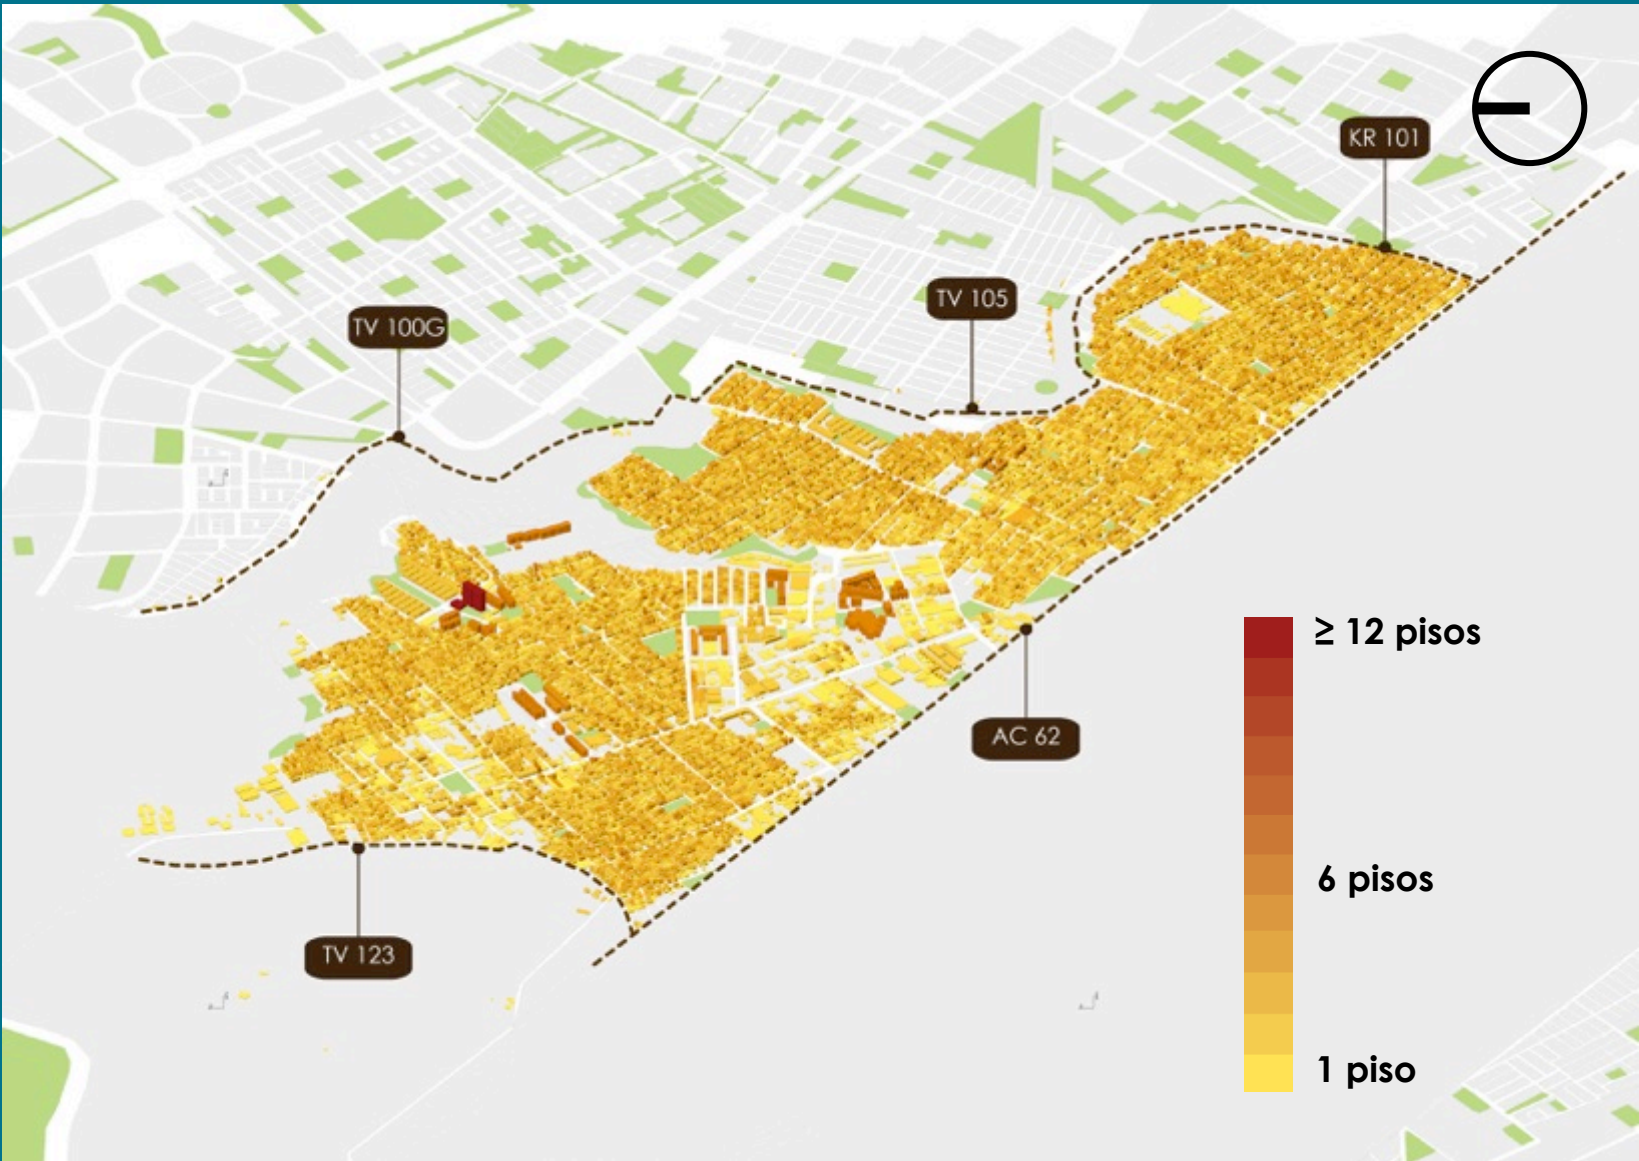 KR 101
TV 105
TV 100G
≥ 12 pisos
AC 62
6 pisos
TV 123
1 piso